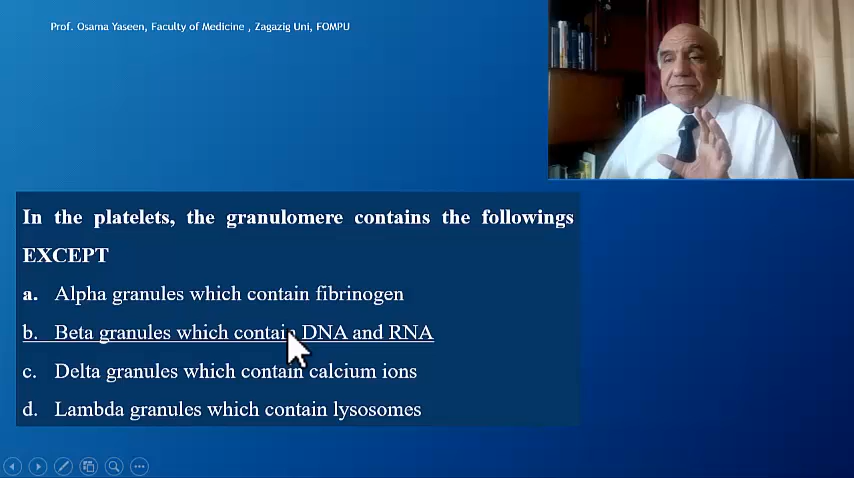 Prof. Osama Yaseen, Faculty of Medicine , Zagazig Uni, FOMPU
In the platelets, the granulomere contains the followings
EXCEPT
a. Alpha granules which contain fibrinogen
b. Beta granules which contain DNA and RNA
c. Delta granules which contain calcium ions
d. Lambda granules which contain lysosomes